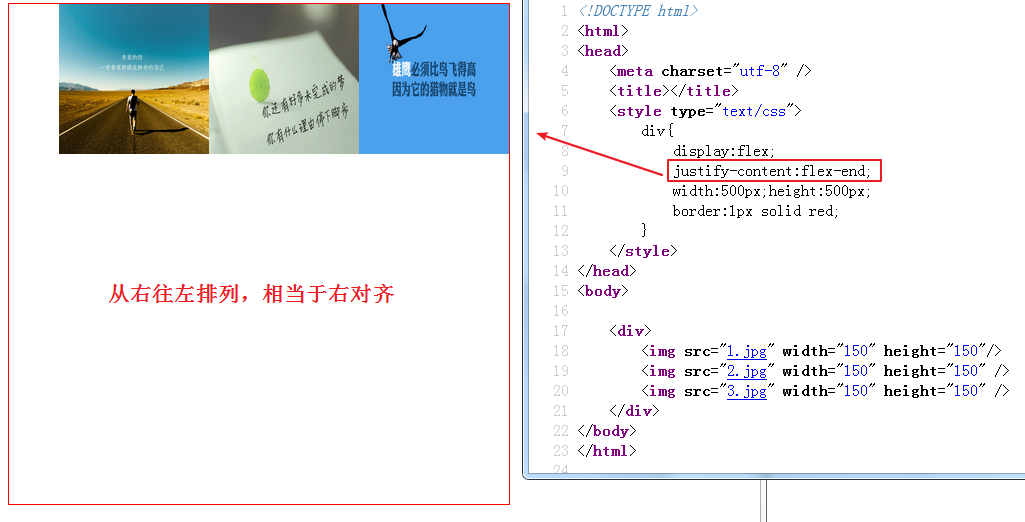 未来的你
一定会感谢现在拼命的自己
你还有好多未完成的梦
你有什么理由停下脚步
雄鹰必须比鸟飞得高
因为它的猎物就是鸟
从右往左排列，相当于右对齐
1 <!DOCTYPE html>
2 <html>
3 <head>
4 <meta charset="utf-8" />
5 <title></title>
6 <style type="text/css">
7 div{
8 display:flex;
9 justify-content:flex-end;
10 width:500px;height:500px;
11 border:1px solid red;
12 }
13 </style>
14 </head>
15 <body>
16
17 <div>
18 <img src="1.jpg" width="150" height="150"/>
19 <img src="2.jpg" width="150" height="150" />
20 <img src="3.jpg" width="150" height="150" />
21 </div>
22 </body>
23 </html>
24